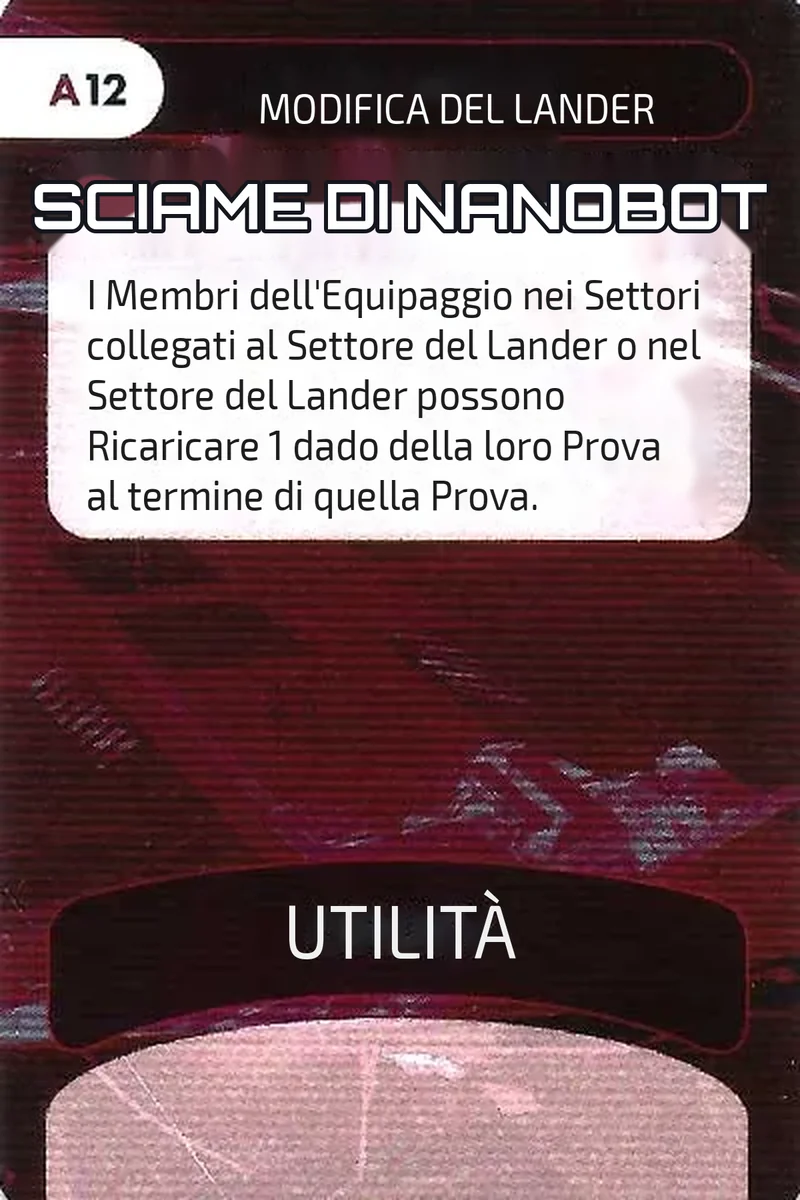 A12
MODIFICA DEL LANDER
SCIAME DI NANOBOT
I Membri dell'Equipaggio nei Settori
collegati al Settore del Lander o nel
Settore del Lander possono
Ricaricare 1 dado della loro Prova
al termine di quella Prova.
UTILITÀ